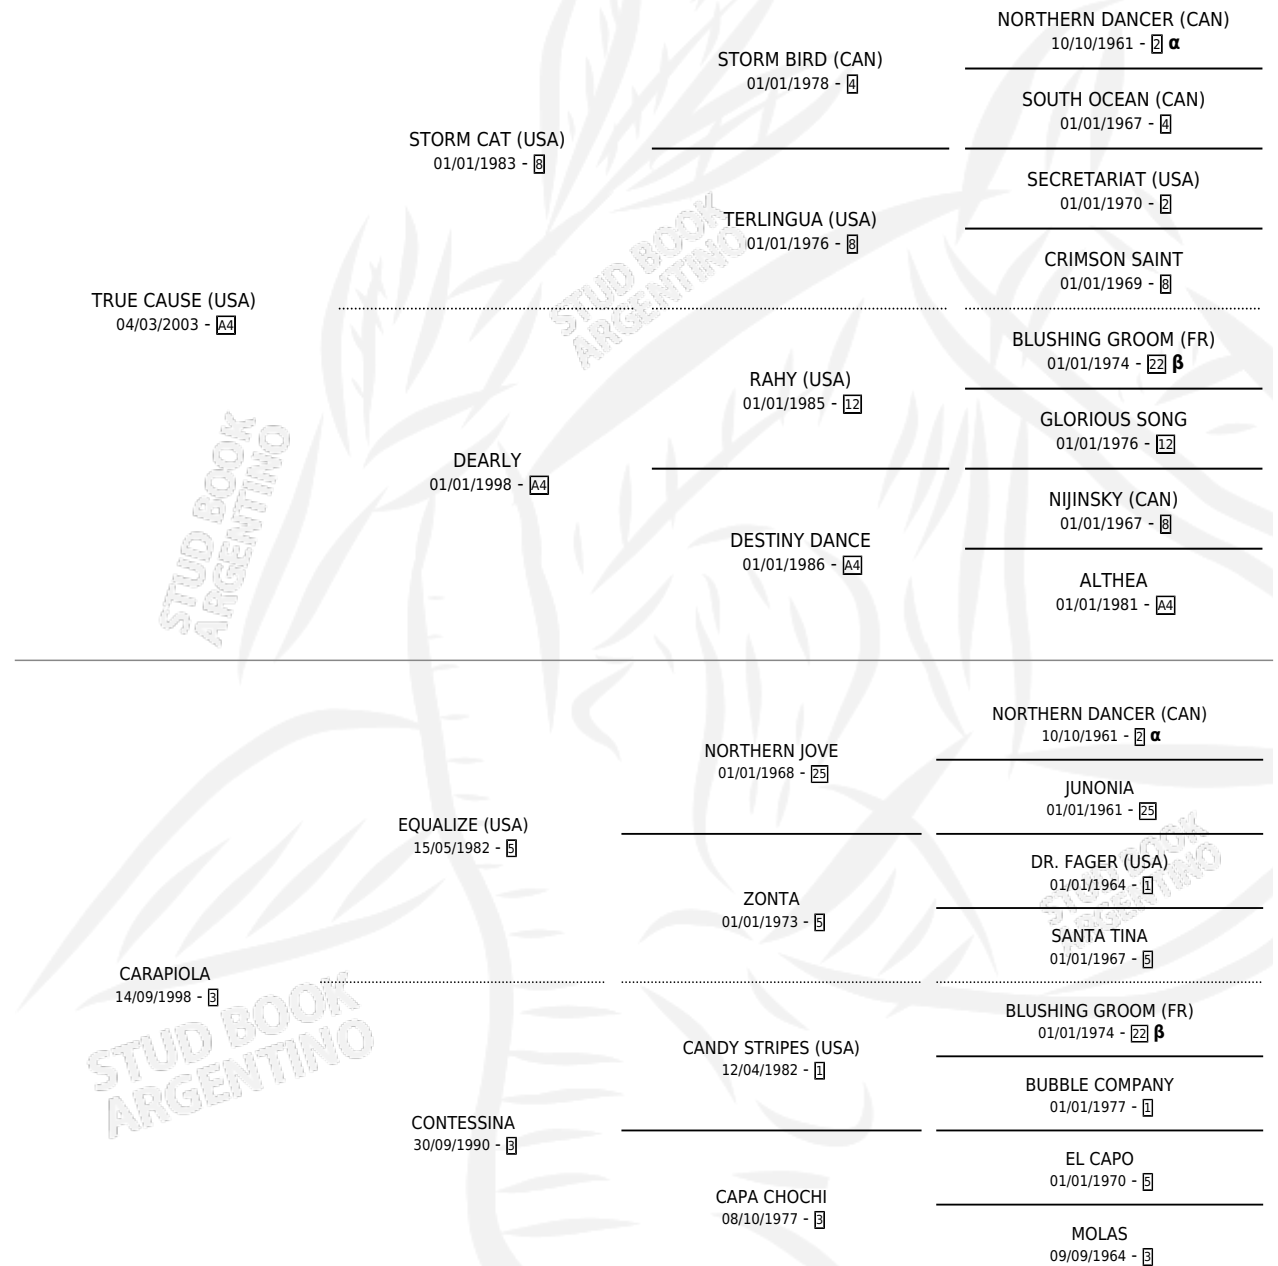 NORTHERN DANCER (CAN)
10/10/1961 - 2 α
STORM BIRD (CAN)
01/01/1978 - 4
SOUTH OCEAN (CAN)
01/01/1967 - 4
STORM CAT (USA)
01/01/1983 - 8
SECRETARIAT (USA)
01/01/1970 - 2
TERLINGUA (USA)
01/01/1976 - 8
CRIMSON SAINT
01/01/1969 - 8
TRUE CAUSE (USA)
04/03/2003 - A4
BLUSHING GROOM (FR)
01/01/1974 - 22 β
RAHY (USA)
01/01/1985 - 12
GLORIOUS SONG
01/01/1976 - 12
DEARLY
01/01/1998 - A4
NIJINSKY (CAN)
01/01/1967 - 8
DESTINY DANCE
01/01/1986 - A4
ALTHEA
01/01/1981 - A4
STUD BOOK
ARGENTINO
STUD BOOK
ARGENTINO
NORTHERN DANCER (CAN)
10/10/1961 - 2 α
NORTHERN JOVE
01/01/1968 - 25
JUNONIA
01/01/1961 - 25
EQUALIZE (USA)
15/05/1982 - 5
DR. FAGER (USA)
01/01/1964 - 1
ZONTA
01/01/1973 - 5
SANTA TINA
01/01/1967 - 5
CARAPIOLA
14/09/1998 - 3
BLUSHING GROOM (FR)
01/01/1974 - 22 β
CANDY STRIPES (USA)
12/04/1982 - 1
BUBBLE COMPANY
01/01/1977 - 1
CONTESSINA
30/09/1990 - 3
EL CAPO
01/01/1970 - 5
CAPA CHOCHI
08/10/1977 - 3
MOLAS
09/09/1964 - 3
STUD BOOK
ARGENTINO
STUD BOOK
ARGENTINO